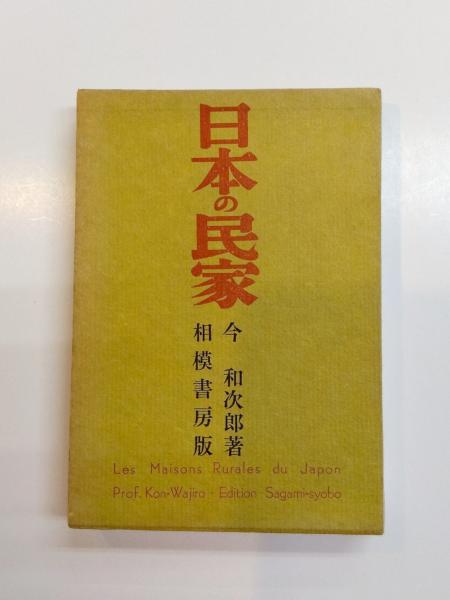 日本の民家
今 和次郎著
相模書房版
Les Maisons Rurales du Japon
Prof. Kon-Wajiro · Edition Sagami-syobo